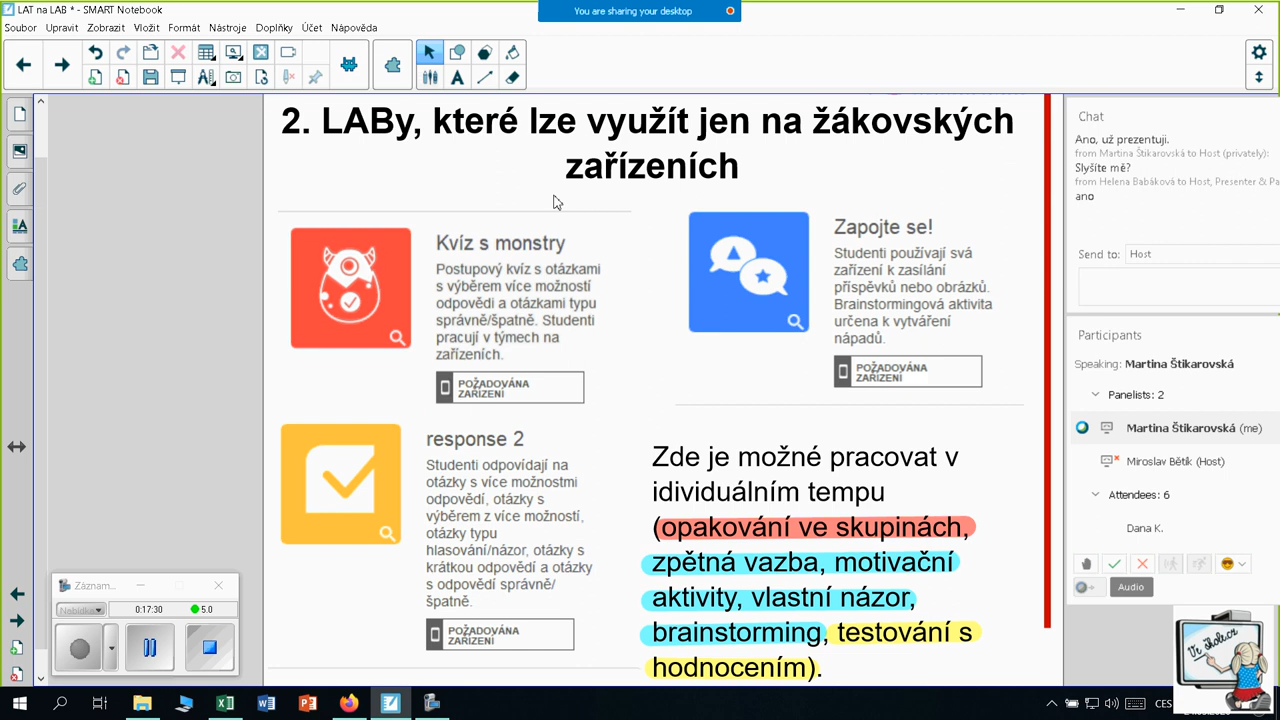 LAT na LAB * - SMART Notebook
You are sharing your desktop
Soubor Upravit Zobrazit Vložit Formát Nástroje Doplňky Účet Nápověda
2. LABy, které lze využít jen na žákovských
zařízeních
Kvíz s monstry
Postupový kvíz s otázkami
s výběrem více možností
odpovědi a otázkami typu
správně/špatně. Studenti
pracují v týmech na
zařízeních.
POŽADOVÁNA
ZAŘÍZENÍ
Zapojte se!
Studenti používají svá
zařízení k zasílání
příspěvků nebo obrázků.
Brainstormingová aktivita
určena k vytváření
nápadů.
POŽADOVÁNA
ZAŘÍZENÍ
response 2
Studenti odpovídají na
otázky s více možnostmi
odpovědí, otázky s
výběrem z více možností,
otázky typu
hlasování/názor, otázky s
krátkou odpovědí a otázky
s odpovědí správně/
špatně.
POŽADOVÁNA
ZAŘÍZENÍ
Zde je možné pracovat v
idividuálním tempu
(opakování ve skupinách,
zpětná vazba, motivační
aktivity, vlastní názor,
brainstorming, testování s
hodnocením).
Chat
Ano, už prezentuji.
from Martina Štikarovská to Host (privately):
Slyšíte mě?
from Helena Babáková to Host, Presenter & Pa
ano
Send to: Host
Participants
Speaking: Martina Štikarovská
Panelists: 2
Martina Štikarovská (me)
Miroslav Bětík (Host)
Attendees: 6
Dana K.
Audio
Záznam...
Nabídka
0:17:30 5.0
Ve škole.cz
CES